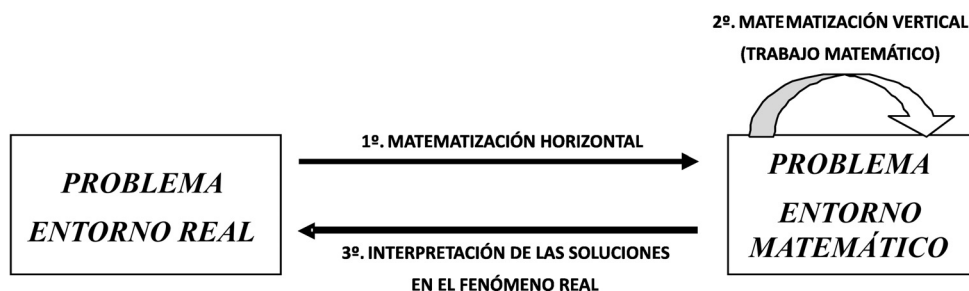 2º. MATEMATIZACIÓN VERTICAL
(TRABAJO MATEMÁTICO)
1º. MATEMATIZACIÓN HORIZONTAL
PROBLEMA
ENTORNO REAL
PROBLEMA
ENTORNO
MATEMÁTICO
3º. INTERPRETACIÓN DE LAS SOLUCIONES
EN EL FENÓMENO REAL